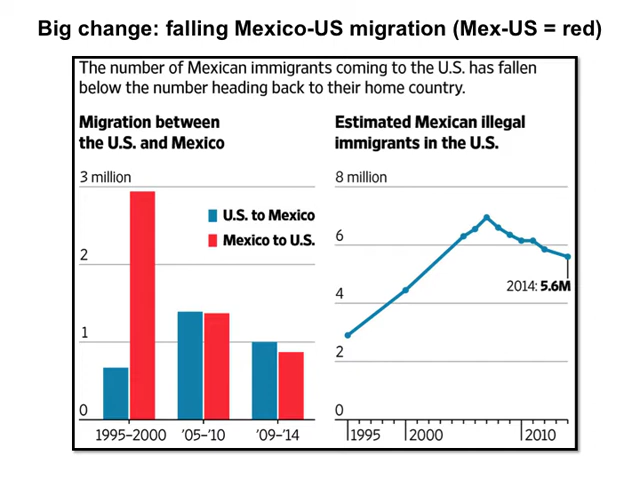 Big change: falling Mexico-US migration (Mex-US = red)
The number of Mexican immigrants coming to the U.S. has fallen
below the number heading back to their home country.
Migration between
the U.S. and Mexico
3 million
U.S. to Mexico
Mexico to U.S.
2
1
0
1995–2000 '05–'10 '09–'14
Estimated Mexican illegal
immigrants in the U.S.
8 million
6
4
2014: 5.6M
2
0
1995 2000 2010